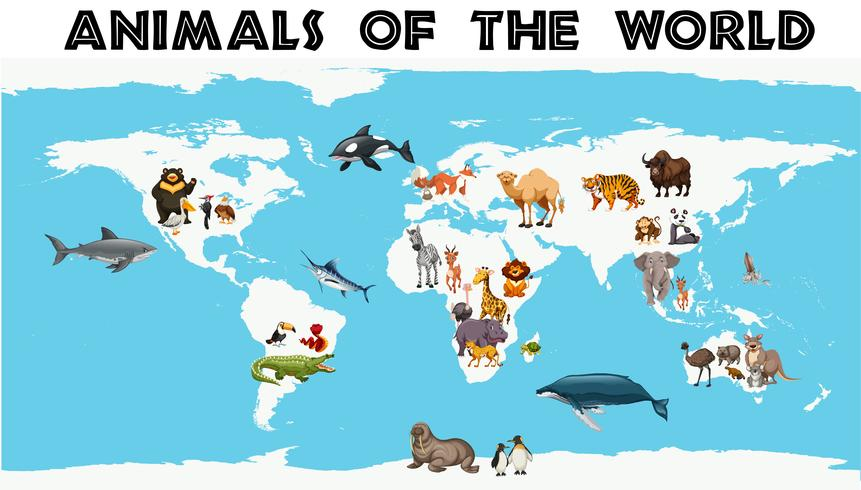 ANIMALS OF THE WORLD